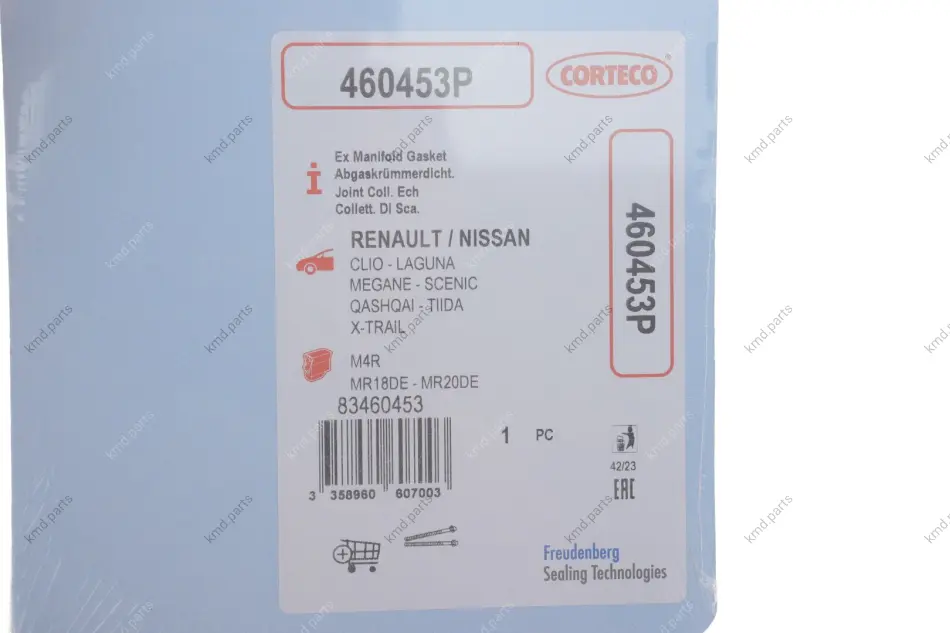 460453P
CORTECO
®
Ex Manifold Gasket
Abgaskrümmerdicht.
Joint Coll. Ech
Collett. DI Sca.
RENAULT / NISSAN
CLIO - LAGUNA
MEGANE - SCENIC
QASHQAI - TIIDA
X-TRAIL
460453P
M4R
MR18DE - MR20DE
83460453
3 358960 607003
1 PC
42/23
EAC
Freudenberg
Sealing Technologies
kmd.parts